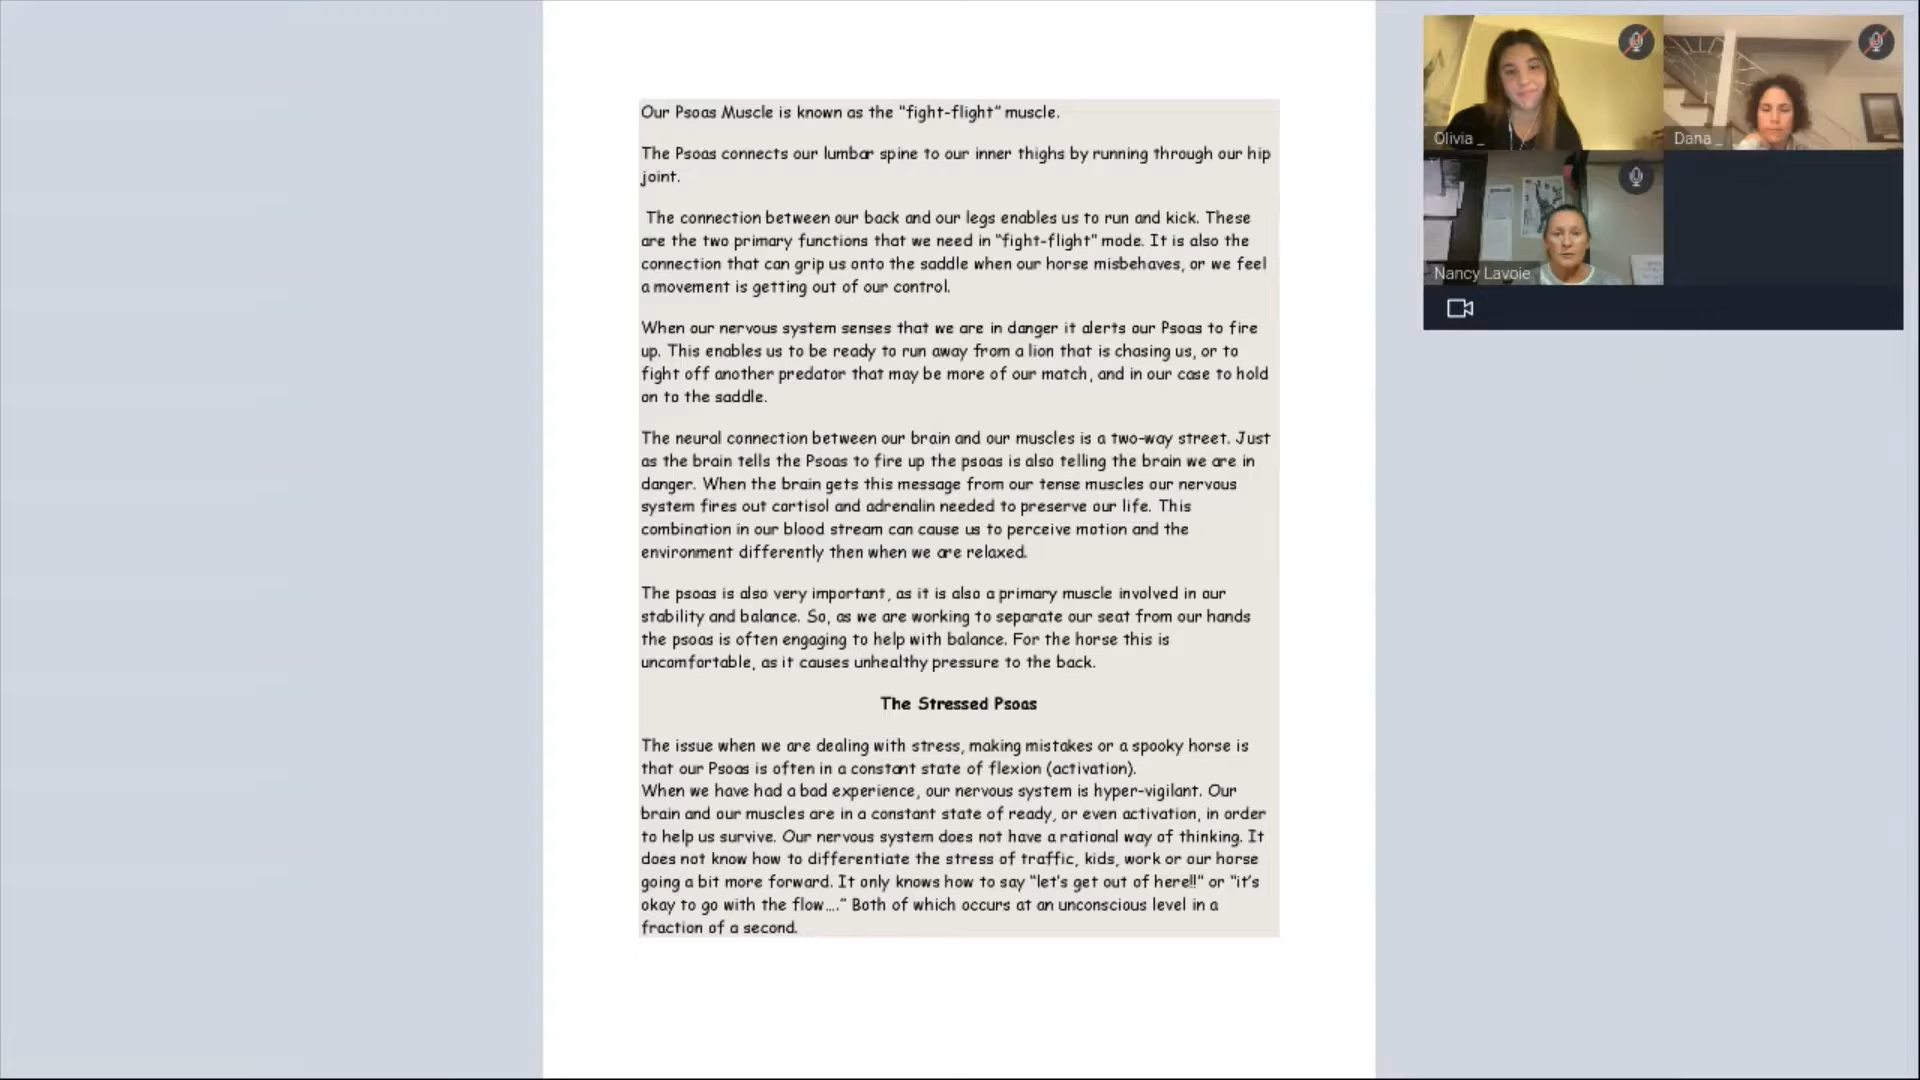 Our Psoas Muscle is known as the “fight-flight” muscle.
The Psoas connects our lumbar spine to our inner thighs by running through our hip
joint.
The connection between our back and our legs enables us to run and kick. These
are the two primary functions that we need in “fight-flight” mode. It is also the
connection that can grip us onto the saddle when our horse misbehaves, or we feel
a movement is getting out of our control.
When our nervous system senses that we are in danger it alerts our Psoas to fire
up. This enables us to be ready to run away from a lion that is chasing us, or to
fight off another predator that may be more of our match, and in our case to hold
on to the saddle.
The neural connection between our brain and our muscles is a two-way street. Just
as the brain tells the Psoas to fire up the psoas is also telling the brain we are in
danger. When the brain gets this message from our tense muscles our nervous
system fires out cortisol and adrenalin needed to preserve our life. This
combination in our blood stream can cause us to perceive motion and the
environment differently then when we are relaxed.
The psoas is also very important, as it is also a primary muscle involved in our
stability and balance. So, as we are working to separate our seat from our hands
the psoas is often engaging to help with balance. For the horse this is
uncomfortable, as it causes unhealthy pressure to the back.
The Stressed Psoas
The issue when we are dealing with stress, making mistakes or a spooky horse is
that our Psoas is often in a constant state of flexion (activation).
When we have had a bad experience, our nervous system is hyper-vigilant. Our
brain and our muscles are in a constant state of ready, or even activation, in order
to help us survive. Our nervous system does not have a rational way of thinking. It
does not know how to differentiate the stress of traffic, kids, work or our horse
going a bit more forward. It only knows how to say “let’s get out of here!!” or “it’s
okay to go with the flow....” Both of which occurs at an unconscious level in a
fraction of a second.
Olivia _
Dana _
Nancy Lavoie